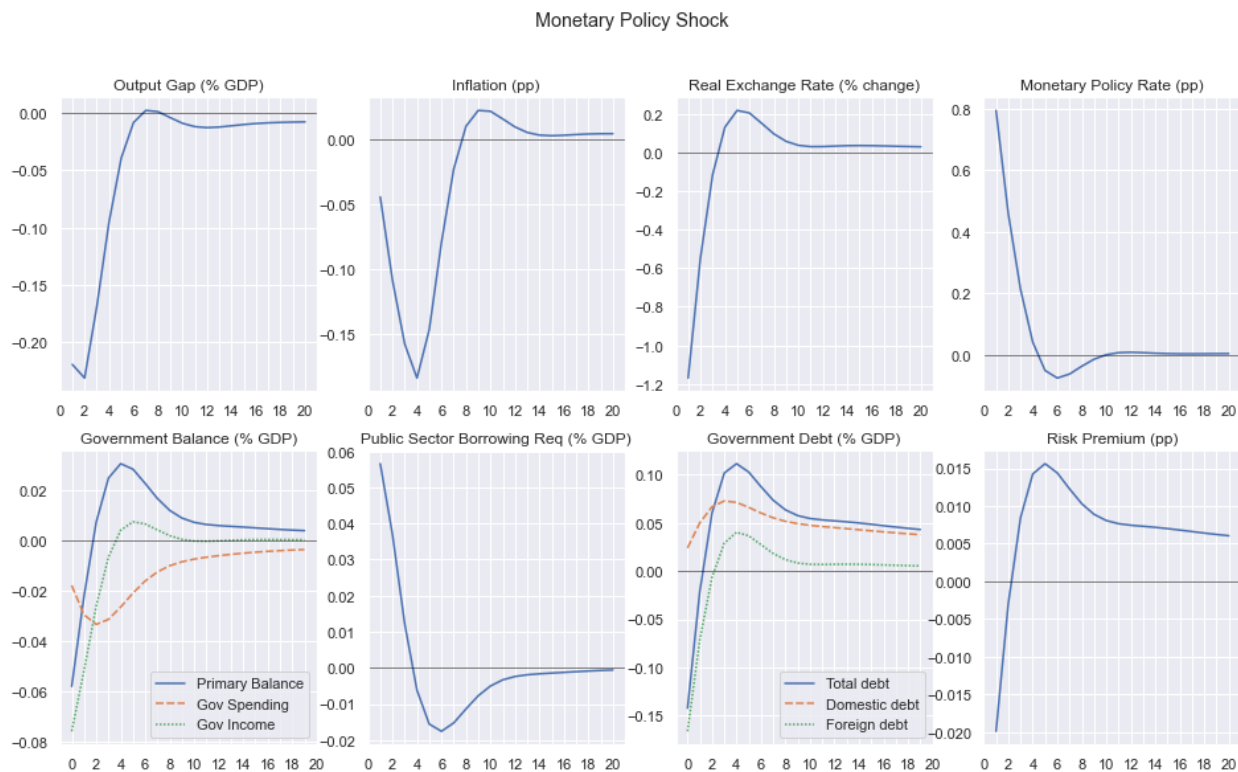 Monetary Policy Shock
Output Gap (% GDP)
0.00
−0.05
−0.10
−0.15
−0.20
0 2 4 6 8 10 12 14 16 18 20
Inflation (pp)
0.00
−0.05
−0.10
−0.15
0 2 4 6 8 10 12 14 16 18 20
Real Exchange Rate (% change)
0.2
0.0
−0.2
−0.4
−0.6
−0.8
−1.0
−1.2
0 2 4 6 8 10 12 14 16 18 20
Monetary Policy Rate (pp)
0.8
0.6
0.4
0.2
0.0
0 2 4 6 8 10 12 14 16 18 20
Government Balance (% GDP)
0.02
0.00
−0.02
−0.04
−0.06
−0.08
Primary Balance
Gov Spending
Gov Income
0 2 4 6 8 10 12 14 16 18 20
Public Sector Borrowing Req (% GDP)
0.06
0.05
0.04
0.03
0.02
0.01
0.00
−0.01
−0.02
0 2 4 6 8 10 12 14 16 18 20
Government Debt (% GDP)
0.10
0.05
0.00
−0.05
−0.10
−0.15
Total debt
Domestic debt
Foreign debt
0 2 4 6 8 10 12 14 16 18 20
Risk Premium (pp)
0.015
0.010
0.005
0.000
−0.005
−0.010
−0.015
−0.020
0 2 4 6 8 10 12 14 16 18 20